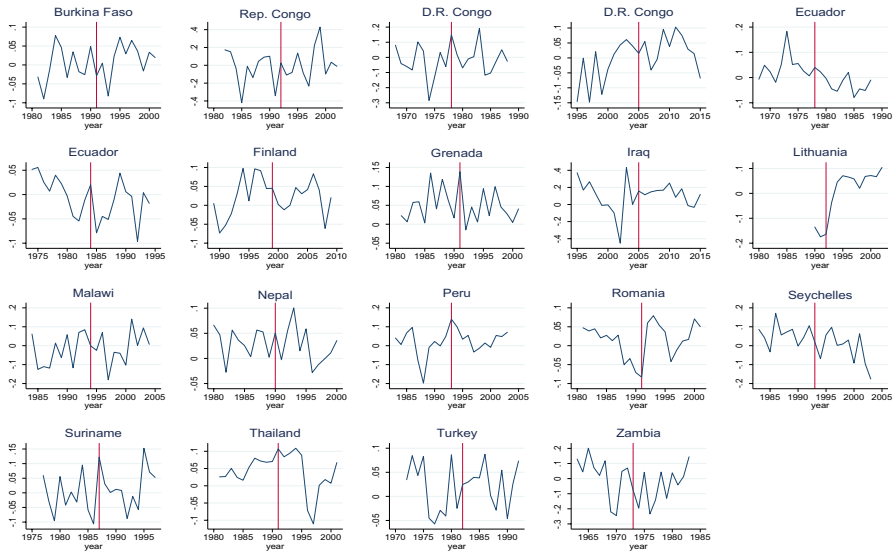 Burkina Faso
.1
.05
0
-.05
-.1
1980 1985 1990 1995 2000
year
Rep. Congo
.4
.2
0
-.2
-.4
1980 1985 1990 1995 2000
year
D.R. Congo
.2
.1
0
-.1
-.2
-.3
1970 1975 1980 1985 1990
year
D.R. Congo
.1
.05
0
-.05
-.1
-.15
1995 2000 2005 2010 2015
year
Ecuador
.2
.1
0
-.1
1970 1975 1980 1985 1990
year
Ecuador
.05
0
-.05
-.1
1975 1980 1985 1990 1995
year
Finland
.1
.05
0
-.05
-.1
1990 1995 2000 2005 2010
year
Grenada
.15
.1
.05
0
-.05
1980 1985 1990 1995 2000
year
Iraq
.4
.2
0
-.2
-.4
1995 2000 2005 2010 2015
year
Lithuania
.1
0
-.1
-.2
1980 1985 1990 1995 2000 2005
year
Malawi
.2
.1
0
-.1
-.2
1985 1990 1995 2000 2005
year
Nepal
.1
.05
0
-.05
1980 1985 1990 1995 2000
year
Peru
.2
.1
0
-.1
-.2
1985 1990 1995 2000 2005
year
Romania
.1
.05
0
-.05
-.1
1980 1985 1990 1995 2000
year
Seychelles
.2
.1
0
-.1
-.2
1985 1990 1995 2000 2005
year
Suriname
.15
.1
.05
0
-.05
-.1
1975 1980 1985 1990 1995
year
Thailand
.1
.05
0
-.05
-.1
1980 1985 1990 1995 2000
year
Turkey
.1
.05
0
-.05
1970 1975 1980 1985 1990
year
Zambia
.2
.1
0
-.1
-.2
-.3
1965 1970 1975 1980 1985
year